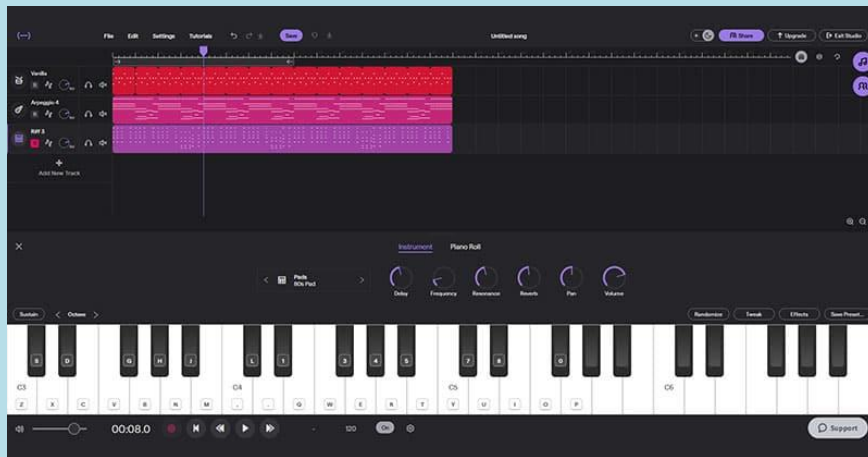 File Edit Settings Tutorials Save Untitled song Share Upgrade Exit Studio
Vanilla
R
Arpeggio 4
R
Riff 3
R
Add New Track
Instrument Piano Roll
Pads
80s Pad
Delay Frequency Resonance Reverb Pan Volume
Sustain Octave Randomize Tweak Effects Save Preset...
S D G H J L 1 3 4 5 7 8 0
C3 C4 C5 C6
Z X C V B N M , . Q W E R T Y U I O P
00:08.0 - 120 On Support